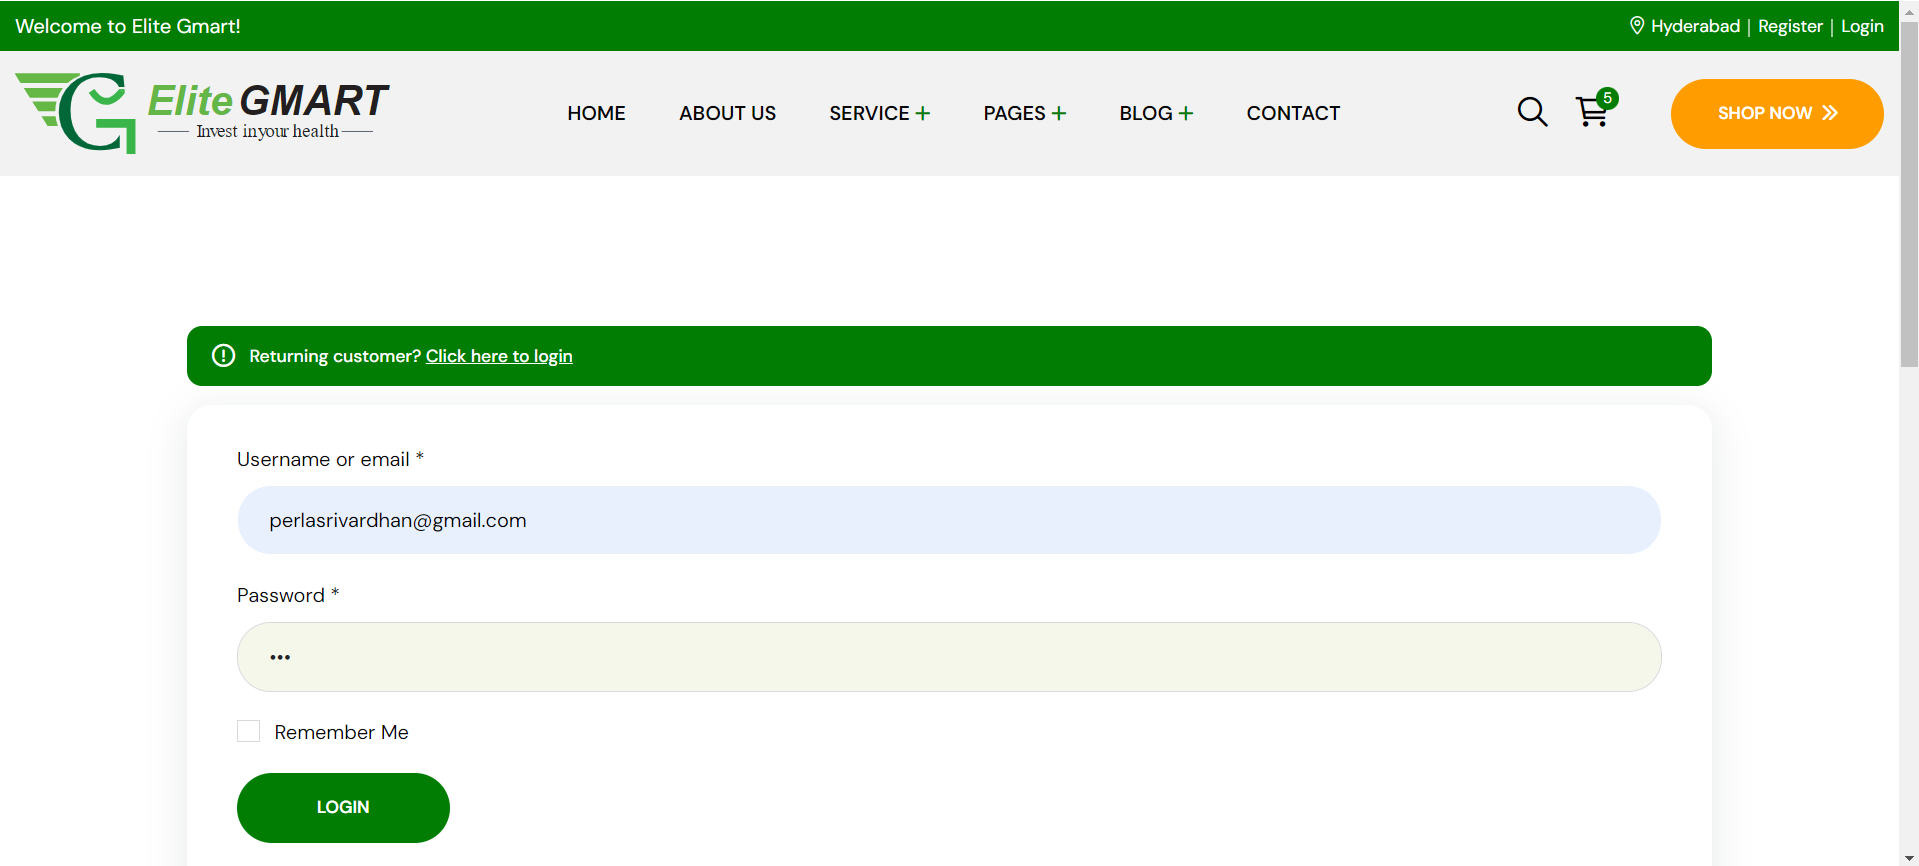 Welcome to Elite Gmart!
Hyderabad | Register | Login
Elite GMART
Invest inyour health
HOME ABOUT US SERVICE + PAGES + BLOG + CONTACT
5
SHOP NOW
Returning customer? Click here to login
Username or email *
perlasrivardhan@gmail.com
Password *
•••
Remember Me
LOGIN